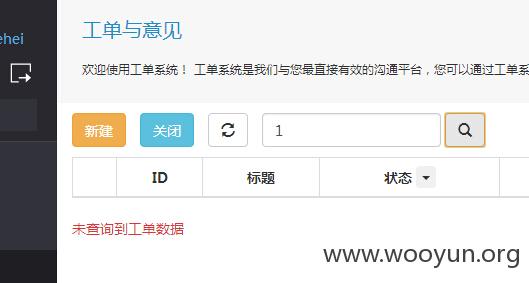 工单与意见
ehei
欢迎使用工单系统！ 工单系统是我们与您最直接有效的沟通平台，您可以通过工单系
新建 关闭 1
ID 标题 状态
未查询到工单数据
www.wooyun.org